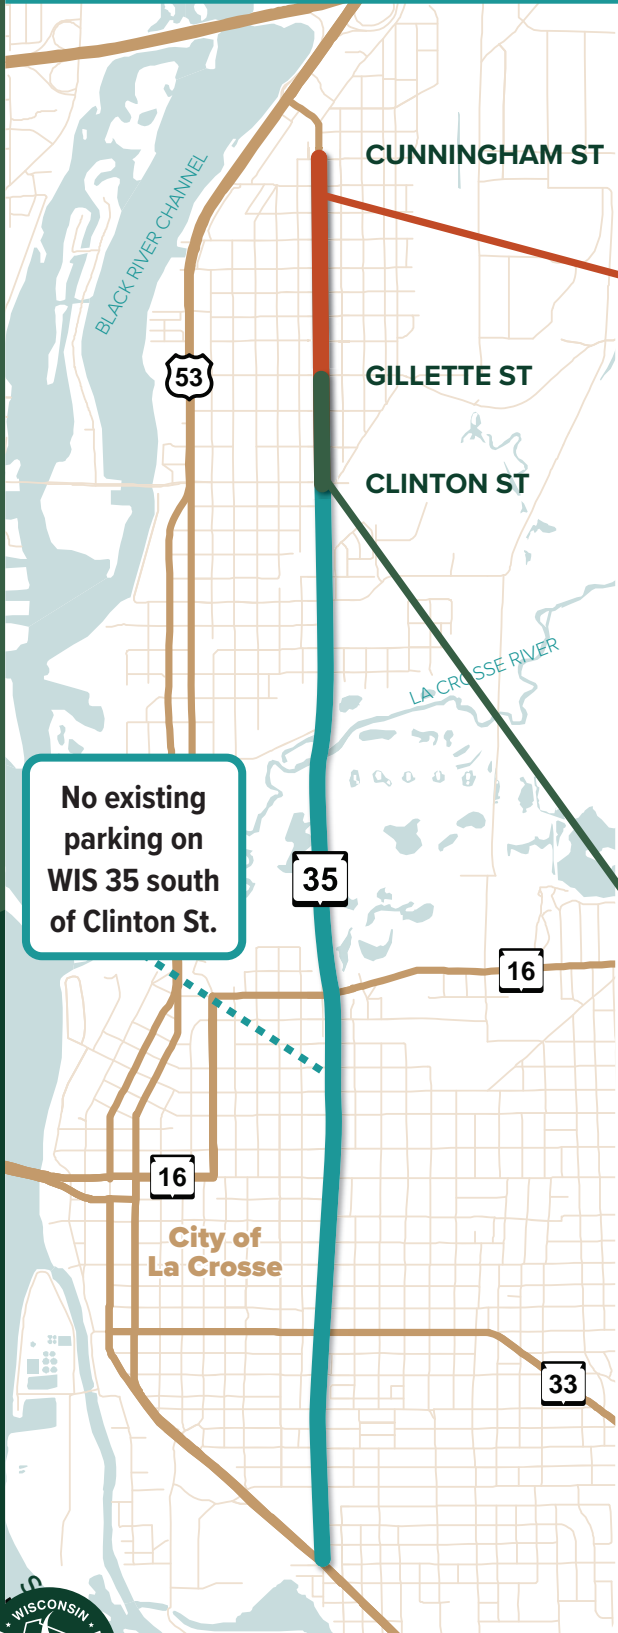 CUNNINGHAM ST
BLACK RIVER CHANNEL
53
GILLETTE ST
CLINTON ST
LA CROSSE RIVER
No existing
parking on
WIS 35 south
of Clinton St.
35
16
16
City of
La Crosse
33
WISCONSIN